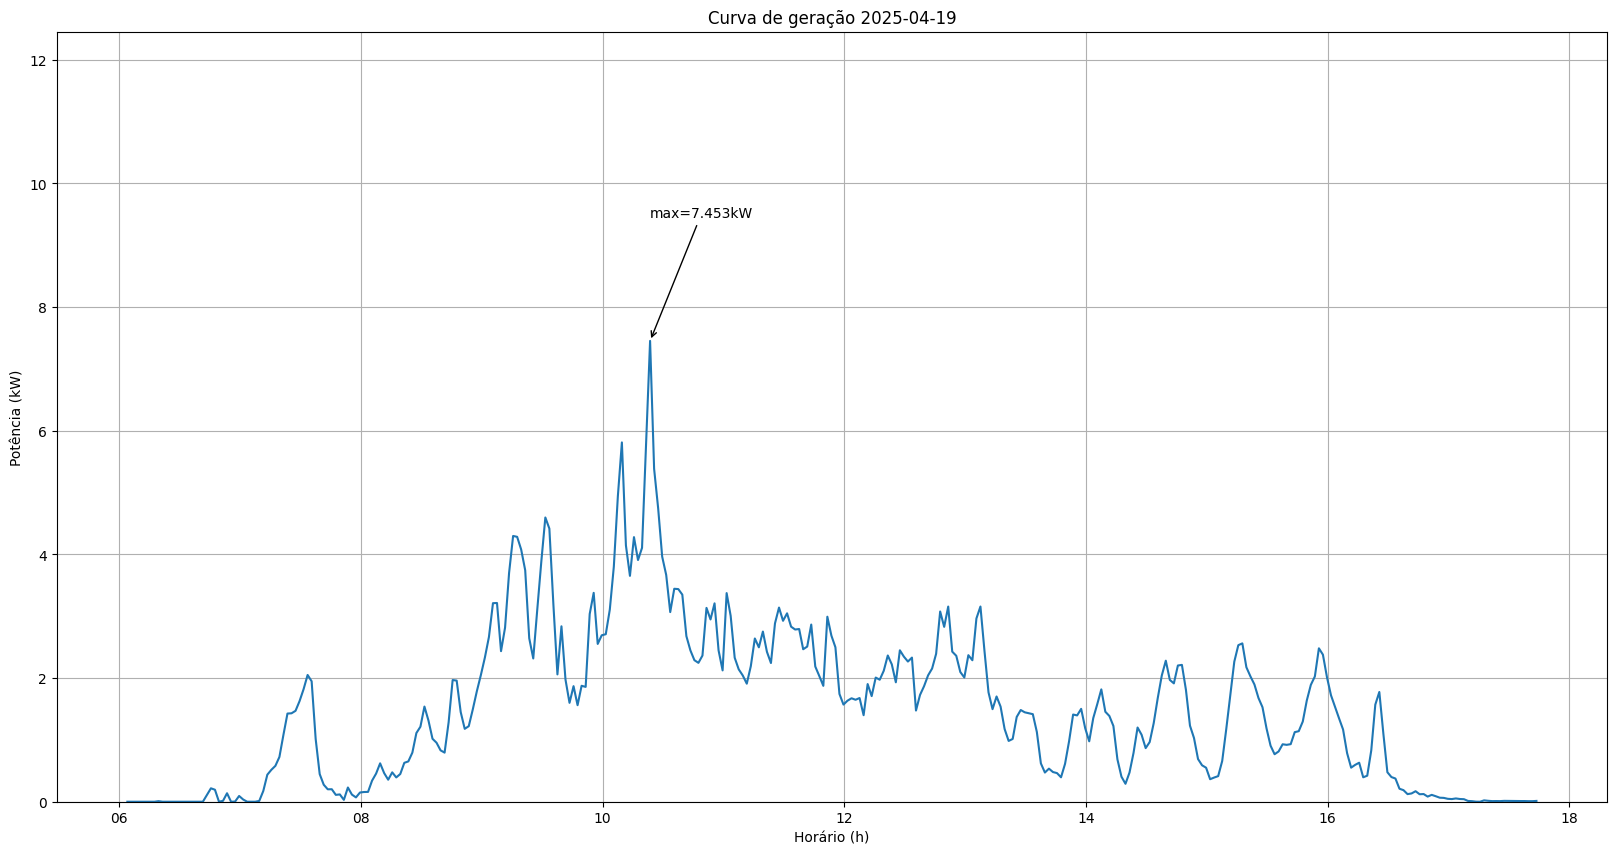 Curva de geração 2025-04-19
12
10
8
6
4
2
0
max=7.453kW
Potência (kW)
06 08 10 12 14 16 18
Horário (h)